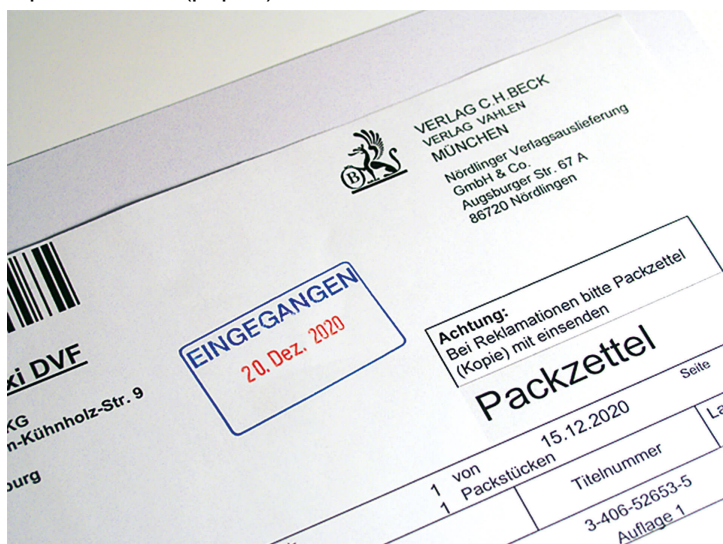 VERLAG C.H.BECK
VERLAG VAHLEN
MÜNCHEN
Nördlinger Verlagsauslieferung
GmbH & Co.
Augsburger Str. 67 A
86720 Nördlingen
B
EINGEGANGEN
20. Dez. 2020
DVF
KG
m-Kühnholz-Str. 9
burg
Achtung:
Bei Reklamationen bitte Packzettel
(Kopie) mit einsenden
Packzettel
Seite
15.12.2020
1 von
1 Packstücken
Titelnummer
La
3-406-52653-5
Auflage 1